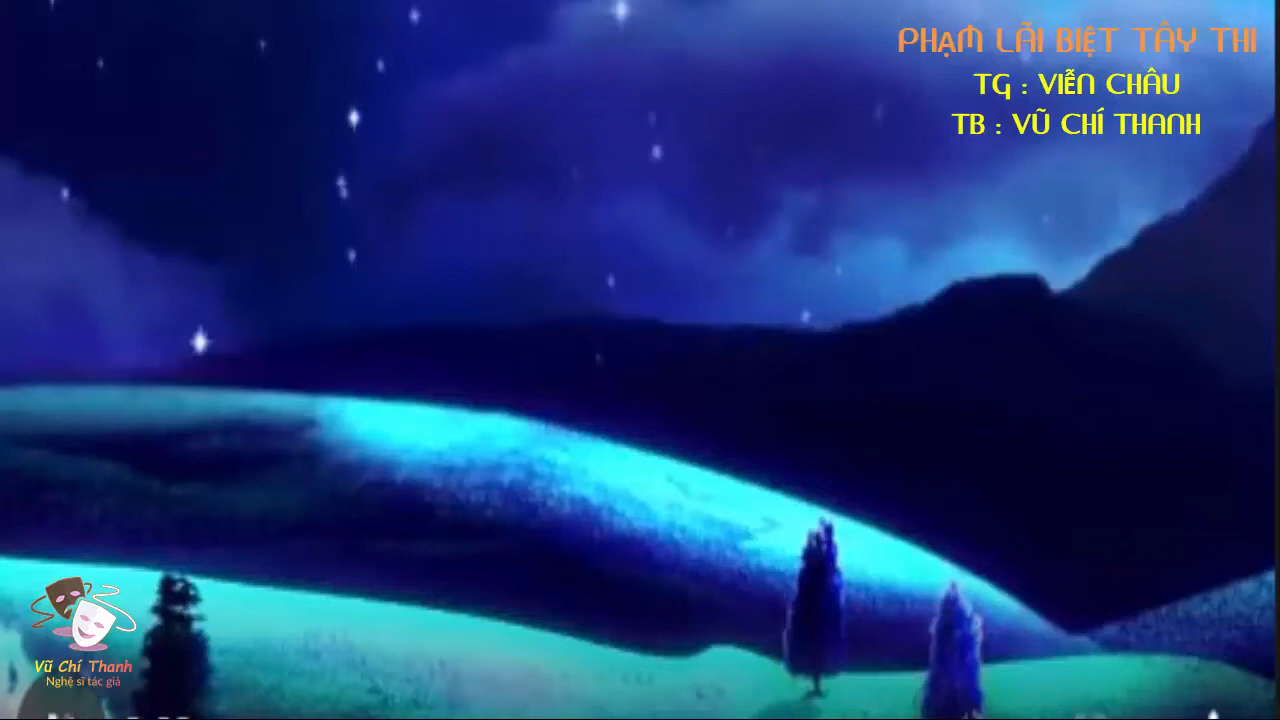 PHẠM LÃI BIỆT TÂY THI
TG : VIỄN CHÂU
TB : VŨ CHÍ THANH
Vũ Chí Thanh
Nghệ sĩ tác giả